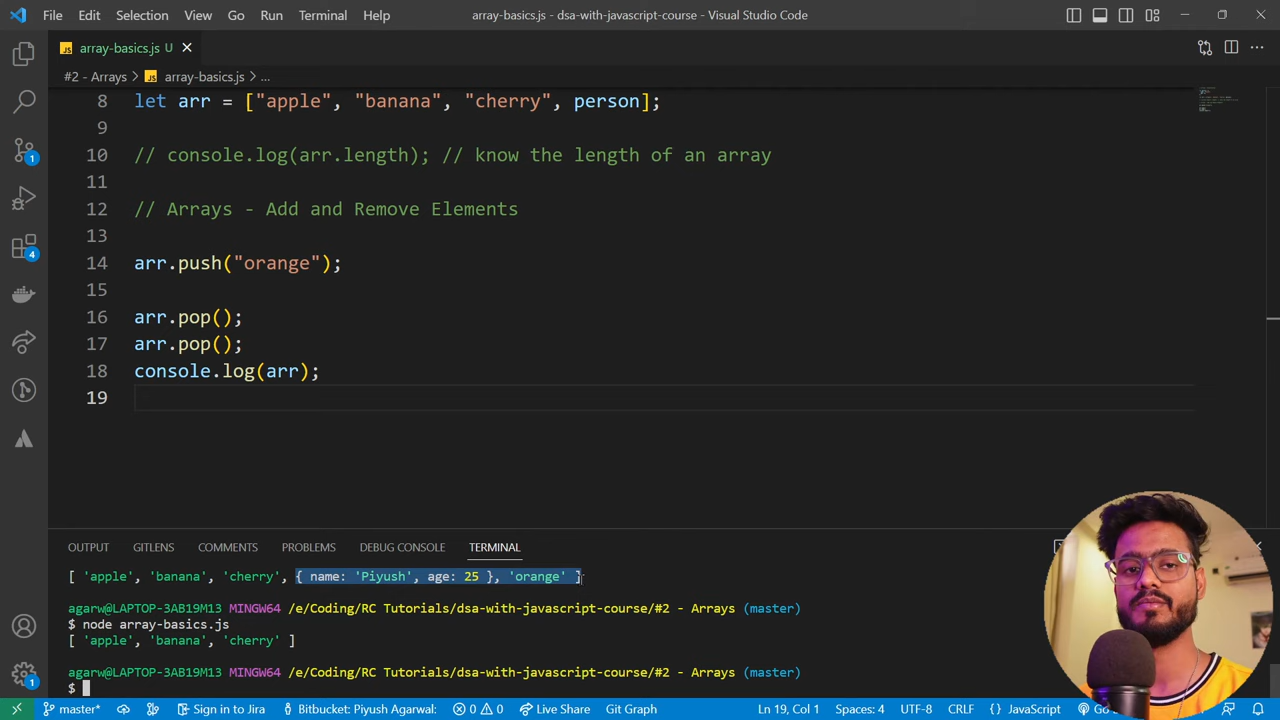 File Edit Selection View Go Run Terminal Help array-basics.js - dsa-with-javascript-course - Visual Studio Code
JS array-basics.js U
#2 - Arrays > JS array-basics.js > ...
8 let arr = ["apple", "banana", "cherry", person];
9
10 // console.log(arr.length); // know the length of an array
11
12 // Arrays - Add and Remove Elements
13
14 arr.push("orange");
15
16 arr.pop();
17 arr.pop();
18 console.log(arr);
19
1
4
1
OUTPUT GITLENS COMMENTS PROBLEMS DEBUG CONSOLE TERMINAL
[ 'apple', 'banana', 'cherry', { name: 'Piyush', age: 25 }, 'orange' ]
agarw@LAPTOP-3AB19M13 MINGW64 /e/Coding/RC Tutorials/dsa-with-javascript-course/#2 - Arrays (master)
$ node array-basics.js
[ 'apple', 'banana', 'cherry' ]
agarw@LAPTOP-3AB19M13 MINGW64 /e/Coding/RC Tutorials/dsa-with-javascript-course/#2 - Arrays (master)
$
master* Sign in to Jira Bitbucket: Piyush Agarwal: 0 0 Live Share Git Graph Ln 19, Col 1 Spaces: 4 UTF-8 CRLF {} JavaScript Go